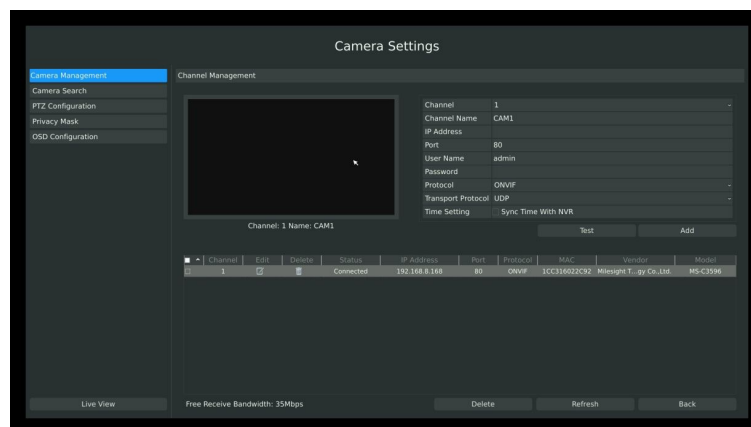 Camera Settings
Camera Management
Camera Search
PTZ Configuration
Privacy Mask
OSD Configuration
Channel Management
Channel 1
Channel Name CAM1
IP Address
Port 80
User Name admin
Password
Protocol ONVIF
Transport Protocol UDP
Time Setting Sync Time With NVR
Channel: 1 Name: CAM1
Test Add
Channel Edit Delete Status IP Address Port Protocol MAC Vendor Model
1 Connected 192.168.8.168 80 ONVIF 1CC316022C92 Milesight T...gy Co.,Ltd. MS-C3596
Live View
Free Receive Bandwidth: 35Mbps
Delete Refresh Back